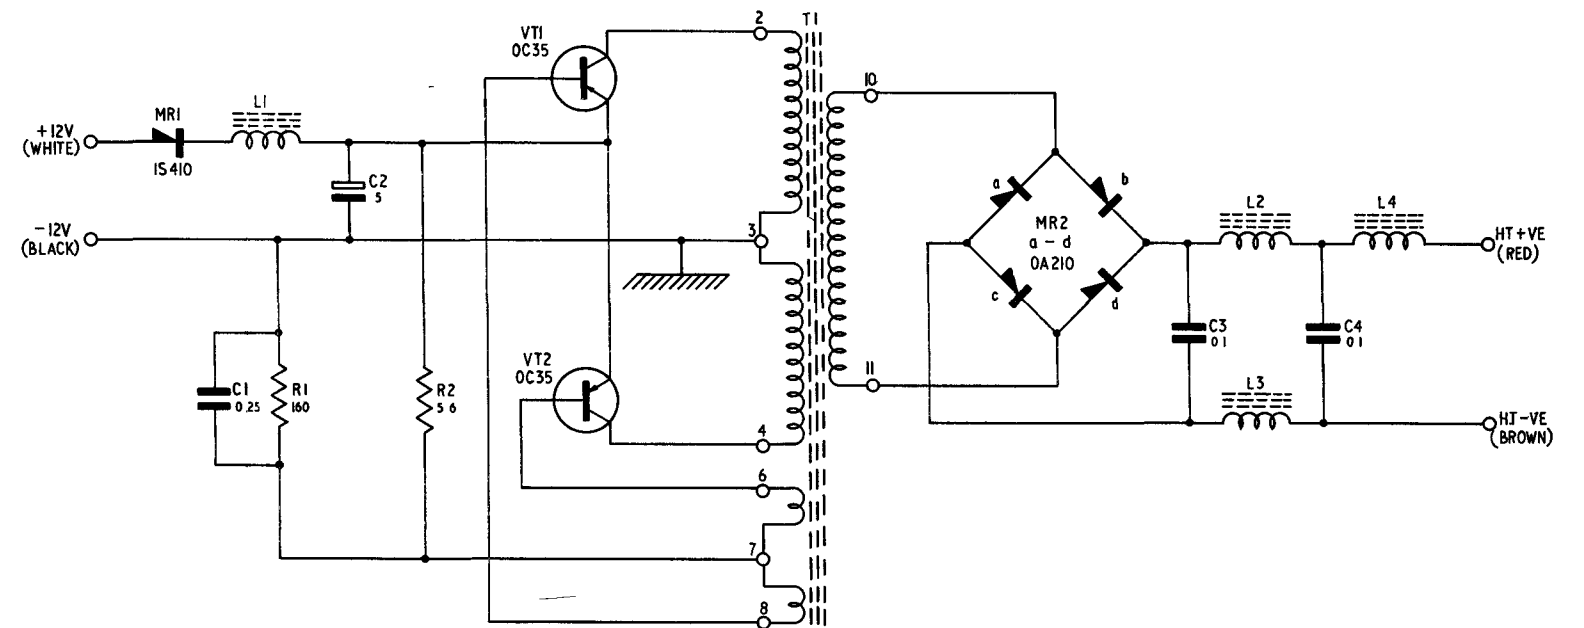 2
T1
VT1
OC35
10
MR1
L1
+12V
(WHITE)
1S410
C2
5
a
b
MR2
a – d
OA210
L2
L4
−12V
(BLACK)
3
HT+VE
(RED)
c
d
C3
0 1
C4
0 1
VT2
OC35
11
C1
0.25
R1
160
R2
5 6
L3
HT–VE
(BROWN)
4
6
7
8